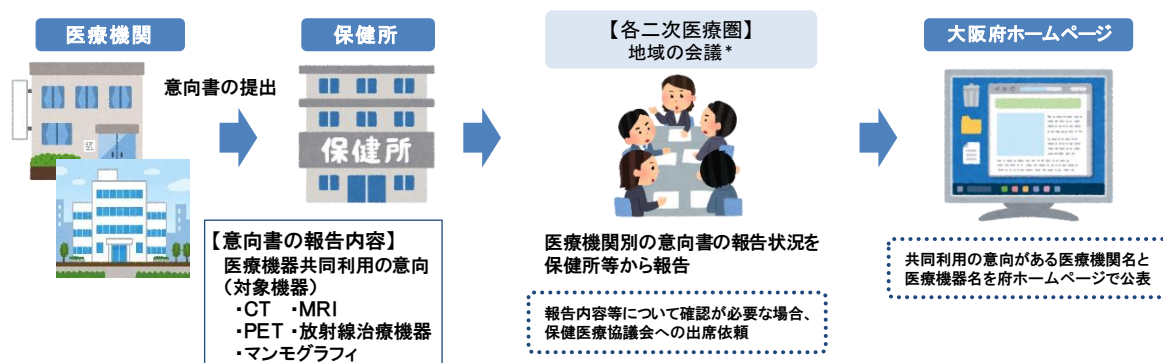 医療機関
意向書の提出
保健所
保健所
【意向書の報告内容】
医療機器共同利用の意向
（対象機器）
・CT ・MRI
・PET ・放射線治療機器
・マンモグラフィ
【各二次医療圏】
地域の会議*
医療機関別の意向書の報告状況を
保健所等から報告
報告内容等について確認が必要な場合、
保健医療協議会への出席依頼
大阪府ホームページ
共同利用の意向がある医療機関名と
医療機器名を府ホームページで公表